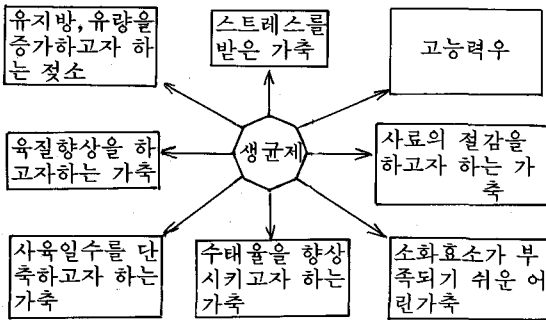 유지방,유량을
증가하고자 하
는 젖소
스트레스를
받은 가축
고능력우
육질향상을 하
고자하는 가축
생균제
사료의 절감을
하고자 하는 가
축
사육일수를 단
축하고자 하는
가축
수태율을 향상
시키고자 하는
가축
소화효소가 부
족되기 쉬운 어
린가축